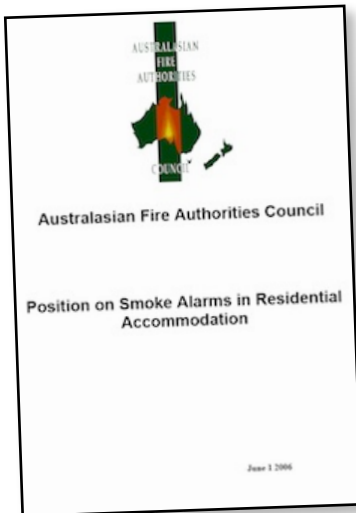 AUSTRALASIAN
FIRE
AUTHORITIES
COUNCIL
Australasian Fire Authorities Council
Position on Smoke Alarms in Residential
Accommodation
June 1 2006